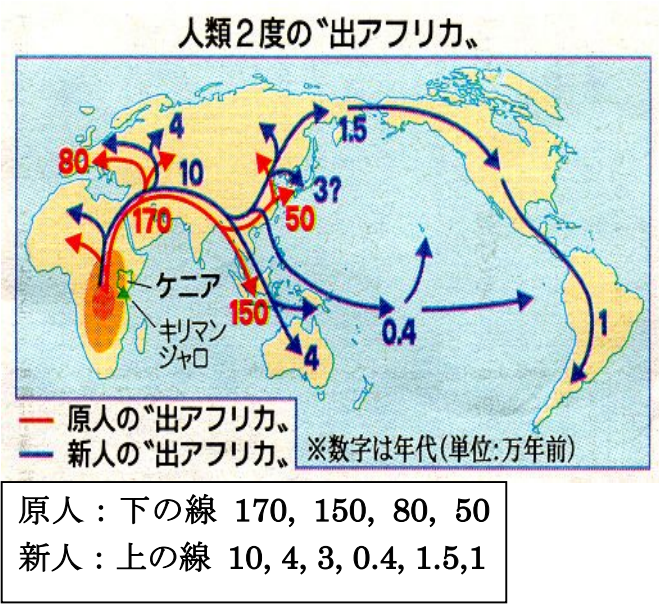 人類2度の〝出アフリカ〟
4
80
10
1.5
3?
170
50
ケニア
150
キリマン
ジャロ
0.4
4
1
原人の〝出アフリカ〟
新人の〝出アフリカ〟
※数字は年代(単位:万年前)
原人：下の線 170, 150, 80, 50
新人：上の線 10, 4, 3, 0.4, 1.5,1